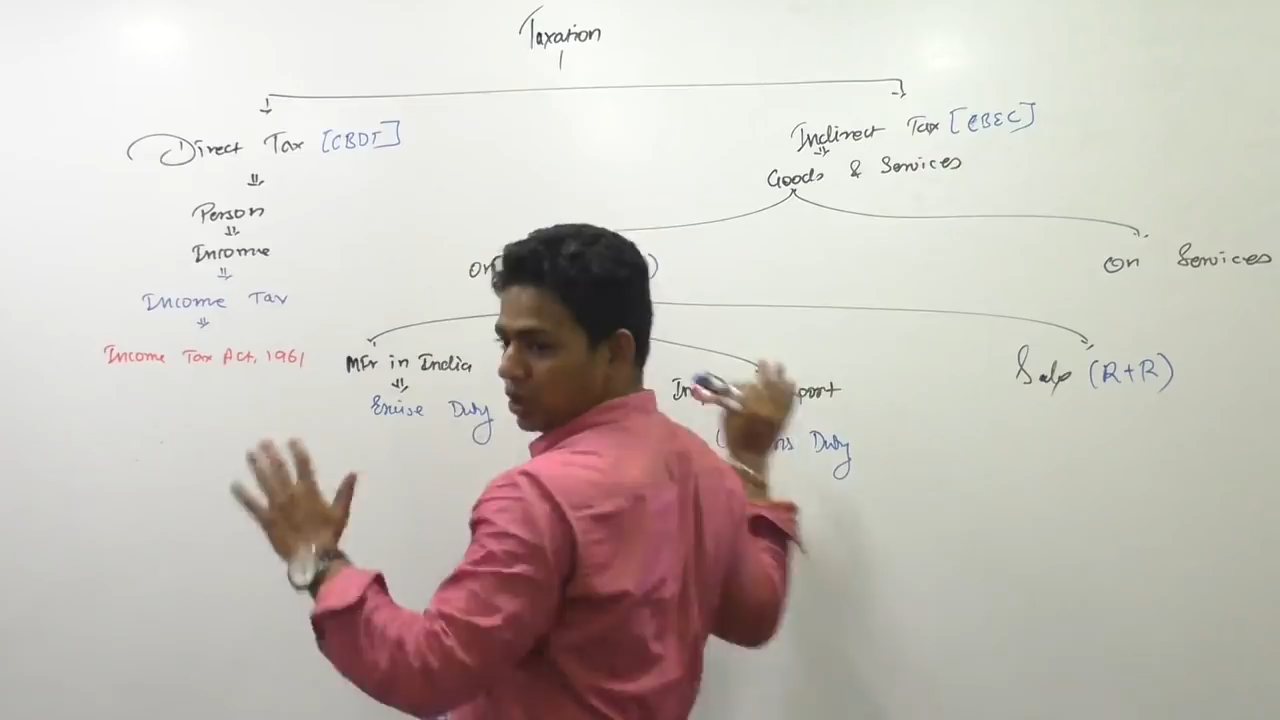 Taxation
Direct Tax [CBDT]
Indirect Tax [CBEC]
Goods & Services
Person
Income
Income Tax
Income Tax Act, 1961
On Services
Mfr in India
Excise Duty
Duty
Sale (R+R)